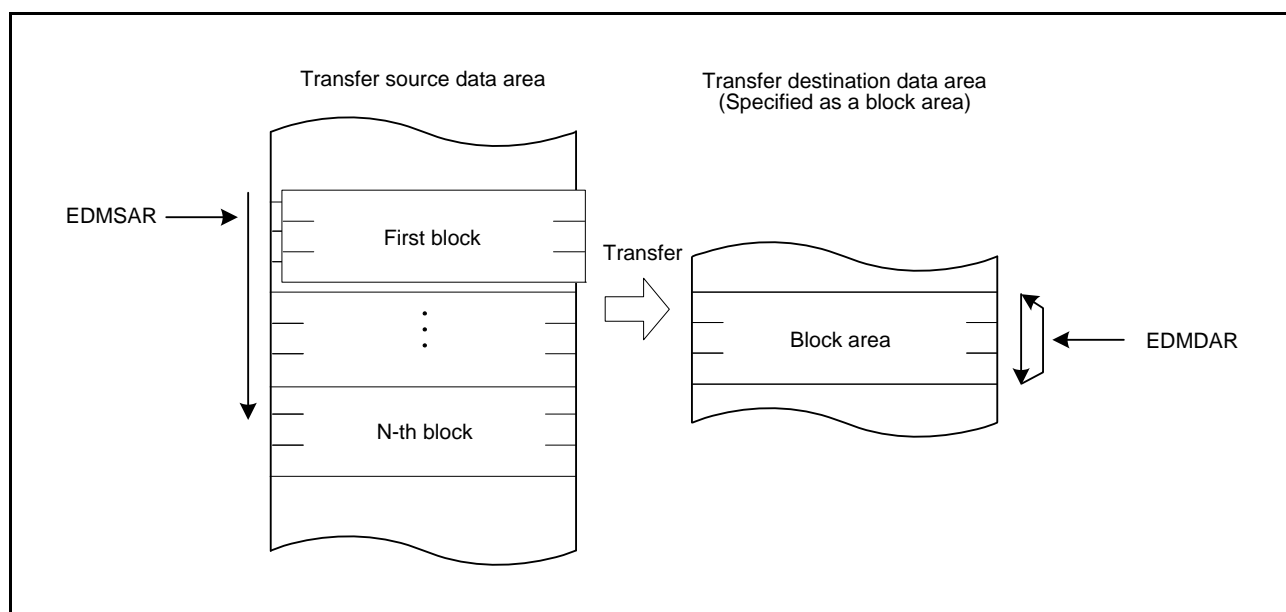 Transfer source data area
Transfer destination data area
(Specified as a block area)
EDMSAR
First block
Transfer
Block area
EDMDAR
N-th block